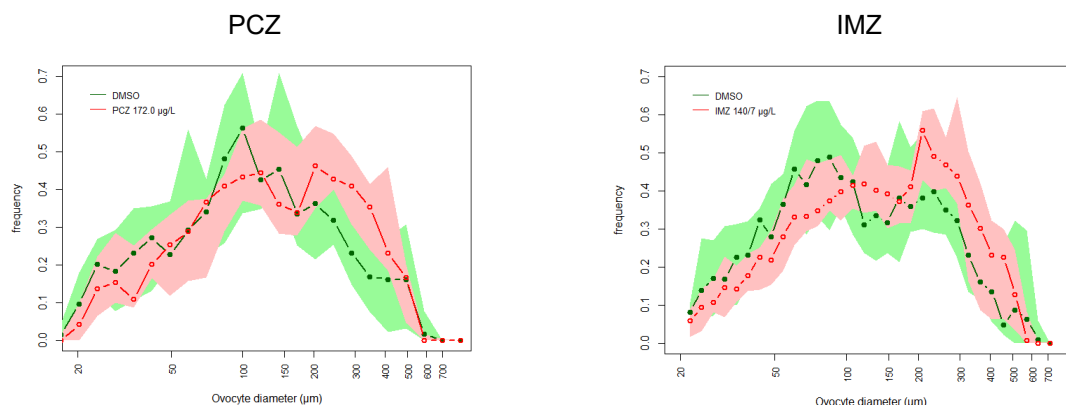 PCZ
0.7
0.6
0.5
0.4
0.3
0.2
0.1
0.0
frequency
DMSO
PCZ 172.0 µg/L
20 50 100 150 200 300 400 500 600 700
Ovocyte diameter (µm)
IMZ
0.7
0.6
0.5
0.4
0.3
0.2
0.1
0.0
frequency
DMSO
IMZ 140/7 µg/L
20 50 100 150 200 300 400 500 600 700
Ovocyte diameter (µm)